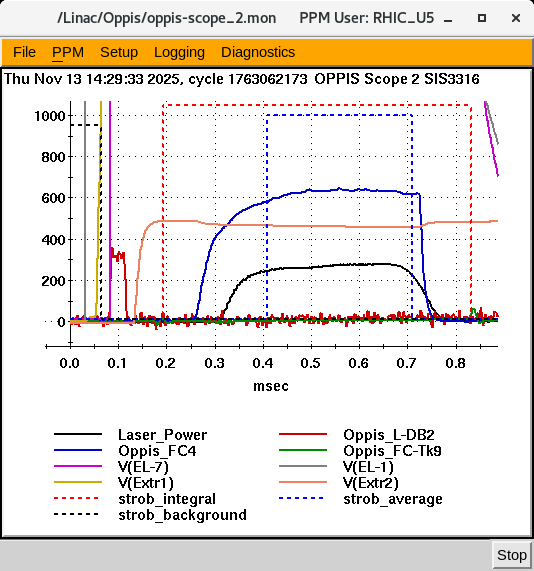 /Linac/Oppis/oppis-scope_2.mon PPM User: RHIC_U5
File PPM Setup Logging Diagnostics
Thu Nov 13 14:29:33 2025, cycle 1763062173 OPPIS Scope 2 SIS3316
1000
800
600
400
200
0
0.0 0.1 0.2 0.3 0.4 0.5 0.6 0.7 0.8
msec
Laser_Power Oppis_L-DB2
Oppis_FC4 Oppis_FC-Tk9
V(EL-7) V(EL-1)
V(Extr1) V(Extr2)
strob_integral strob_average
strob_background
Stop